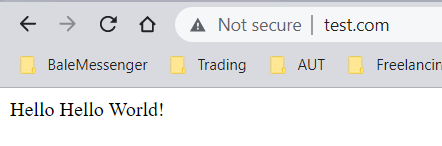 Not secure | test.com
BaleMessenger Trading AUT Freelancin
Hello Hello World!